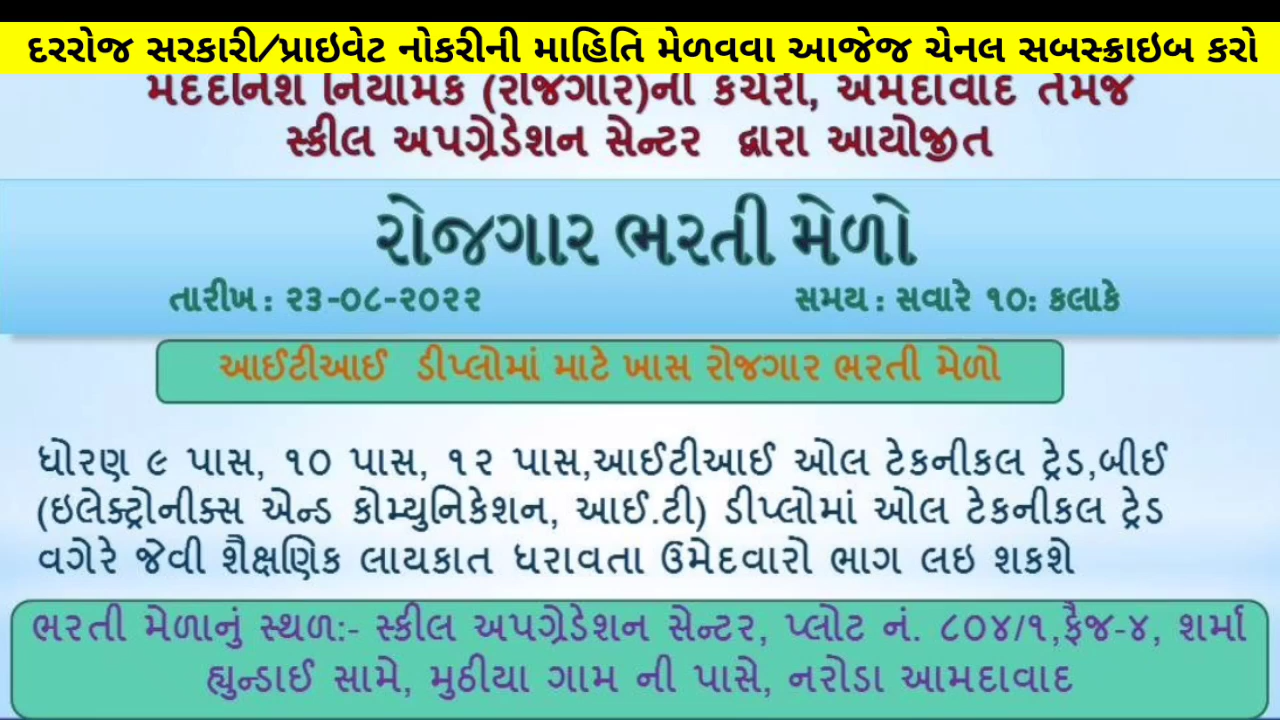 દરરોજ સરકારી/પ્રાઇવેટ નોકરીની માહિતિ મેળવવા આજેજ ચેનલ સબસ્ક્રાઇબ કરો
મદદનિશ નિયામક (રોજગાર)ની કચેરી, અમદાવાદ તેમજ
સ્કીલ અપગ્રેડેશન સેન્ટર દ્વારા આયોજીત
રોજગાર ભરતી મેળો
તારીખ : ૨૩-૦૮-૨૦૨૨ સમય : સવારે ૧૦: કલાકે
આઈટીઆઈ ડીપ્લોમાં માટે ખાસ રોજગાર ભરતી મેળો
ધોરણ ૯ પાસ, ૧૦ પાસ, ૧૨ પાસ,આઈટીઆઈ ઓલ ટેકનીકલ ટ્રેડ,બીઈ
(ઇલેક્ટ્રોનીક્સ એન્ડ કોમ્યુનિકેશન, આઈ.ટી) ડીપ્લોમાં ઓલ ટેકનીકલ ટ્રેડ
વગેરે જેવી શૈક્ષણિક લાયકાત ધરાવતા ઉમેદવારો ભાગ લઇ શકશે
ભરતી મેળાનું સ્થળ:- સ્કીલ અપગ્રેડેશન સેન્ટર, પ્લોટ નં. ૮૦૪/૧,ફૈજ-૪, શર્મા
હ્યુન્ડાઈ સામે, મુઠીયા ગામ ની પાસે, નરોડા આમદાવાદ